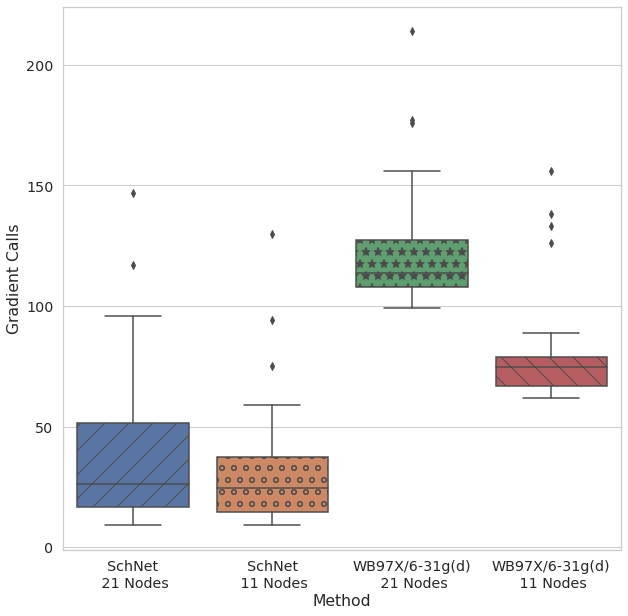 Gradient Calls
200
150
100
50
0
SchNet
21 Nodes
SchNet
11 Nodes
WB97X/6-31g(d)
21 Nodes
WB97X/6-31g(d)
11 Nodes
Method